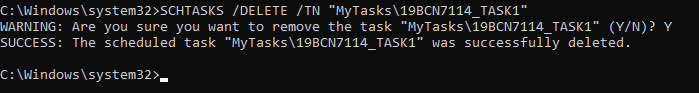 C:\Windows\system32>SCHTASKS /DELETE /TN "MyTasks\19BCN7114_TASK1"
WARNING: Are you sure you want to remove the task "MyTasks\19BCN7114_TASK1" (Y/N)? Y
SUCCESS: The scheduled task "MyTasks\19BCN7114_TASK1" was successfully deleted.
C:\Windows\system32>